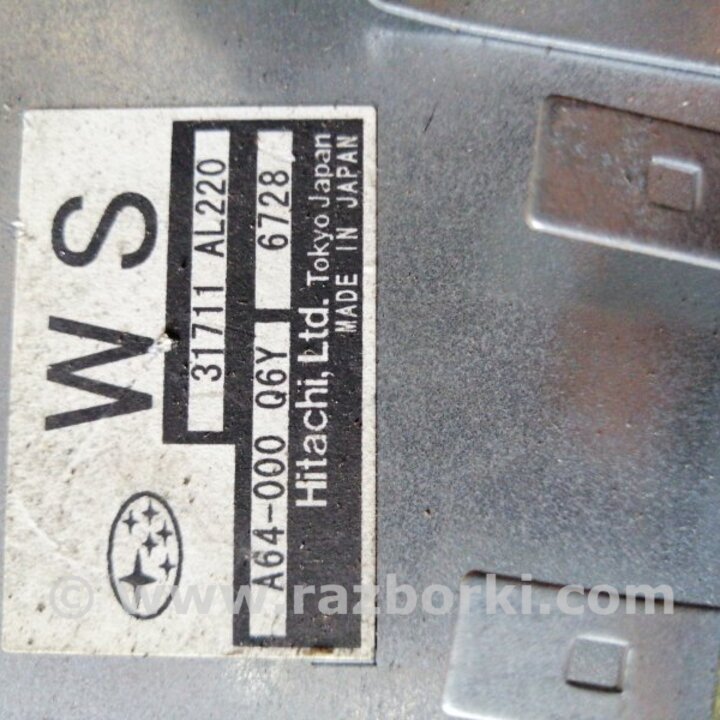 W S
31711 AL220
A64-000 Q6Y 6728
Hitachi, Ltd. Tokyo Japan
MADE IN JAPAN
© www.razborki.com